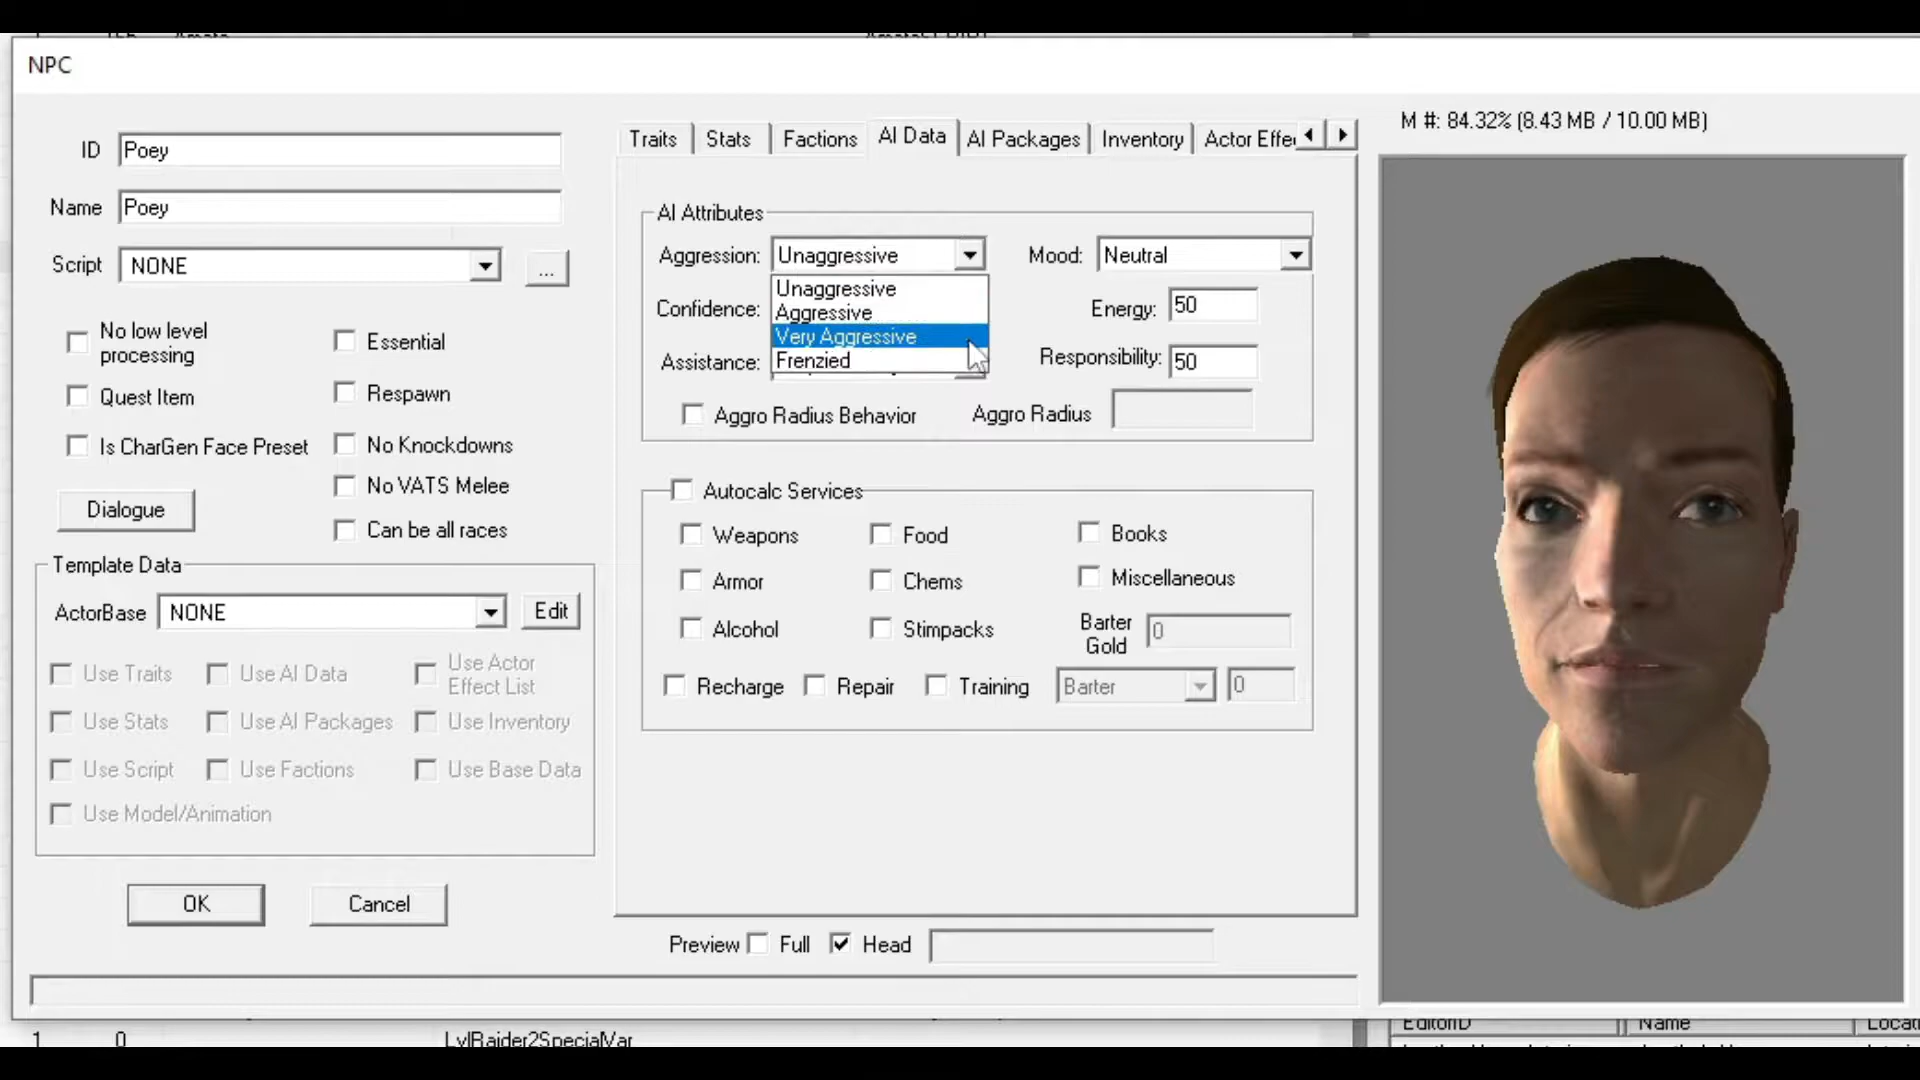 NPC
M #: 84.32% (8.43 MB / 10.00 MB)
Traits
Stats
Factions
AI Data
AI Packages
Inventory
Actor Effec
ID
Poey
Name
Poey
Script
NONE
...
No low level
processing
Essential
Quest Item
Respawn
Is CharGen Face Preset
No Knockdowns
No VATS Melee
Can be all races
Dialogue
Template Data
ActorBase
NONE
Edit
Use Traits
Use AI Data
Use Actor
Effect List
Use Stats
Use AI Packages
Use Inventory
Use Script
Use Factions
Use Base Data
Use Model/Animation
OK
Cancel
AI Attributes
Aggression:
Unaggressive
Mood:
Neutral
Unaggressive
Aggressive
Very Aggressive
Frenzied
Confidence:
Energy:
50
Assistance:
Responsibility:
50
Aggro Radius Behavior
Aggro Radius
Autocalc Services
Weapons
Food
Books
Armor
Chems
Miscellaneous
Alcohol
Stimpacks
Barter
Gold
0
Recharge
Repair
Training
Barter
0
Preview
Full
Head
1
0
LvlRaider2SpecialVar
EditorID
Name
Locati